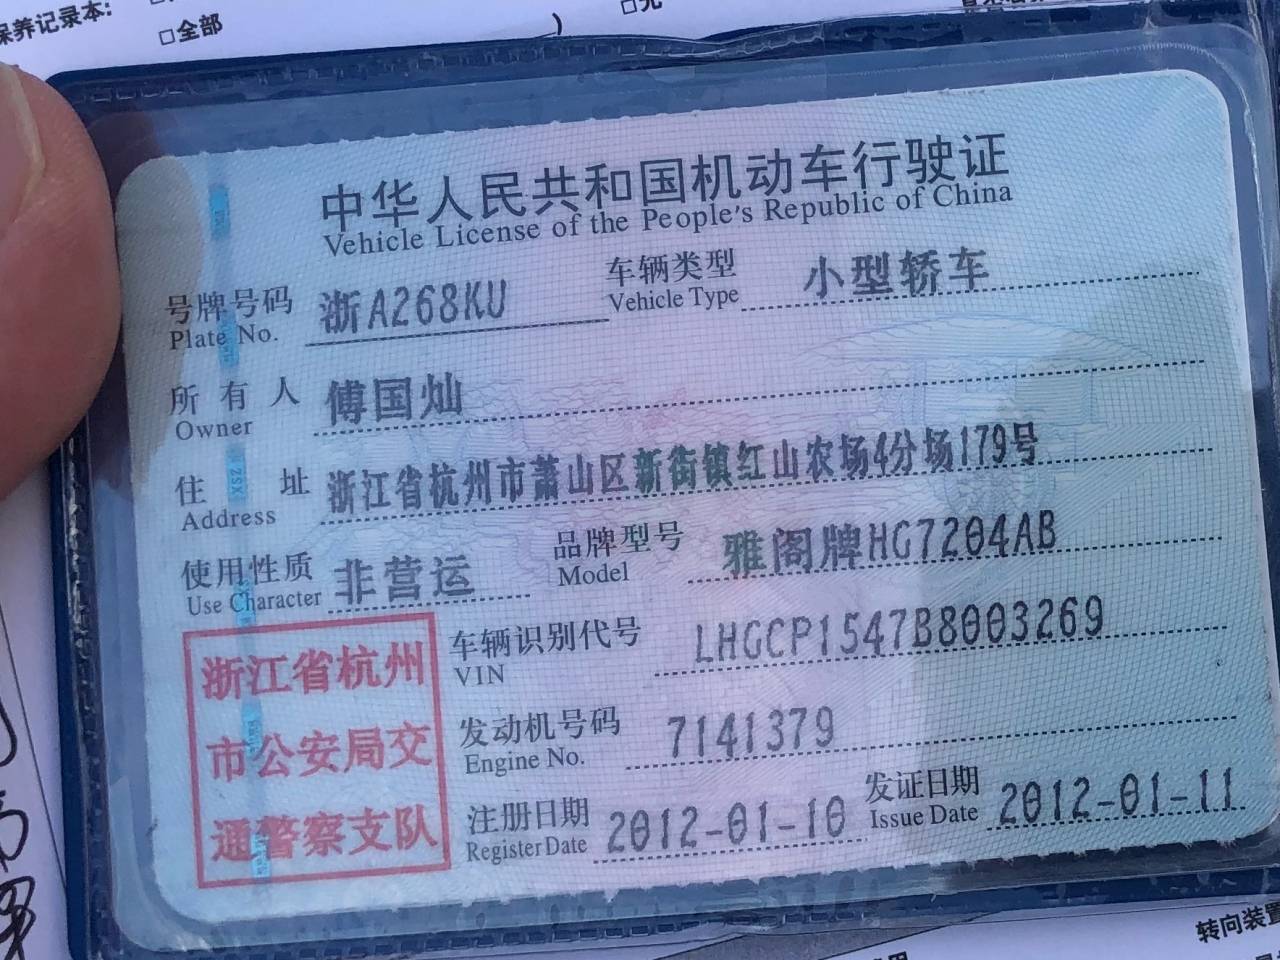 保养记录本:
□全部
)
中华人民共和国机动车行驶证
Vehicle License of the People's Republic of China
号牌号码 浙A268KU 车辆类型 小型轿车
Plate No. Vehicle Type
所有人 傅国灿
Owner
住址 浙江省杭州市萧山区新街镇红山农场4分场179号
Address
使用性质 非营运 品牌型号 雅阁牌HG7204AB
Use Character Model
浙江省杭州
市公安局交
通警察支队
车辆识别代号 LHGCP1547B8003269
VIN
发动机号码 7141379
Engine No.
注册日期 2012-01-10 发证日期 2012-01-11
Register Date Issue Date
转向装置